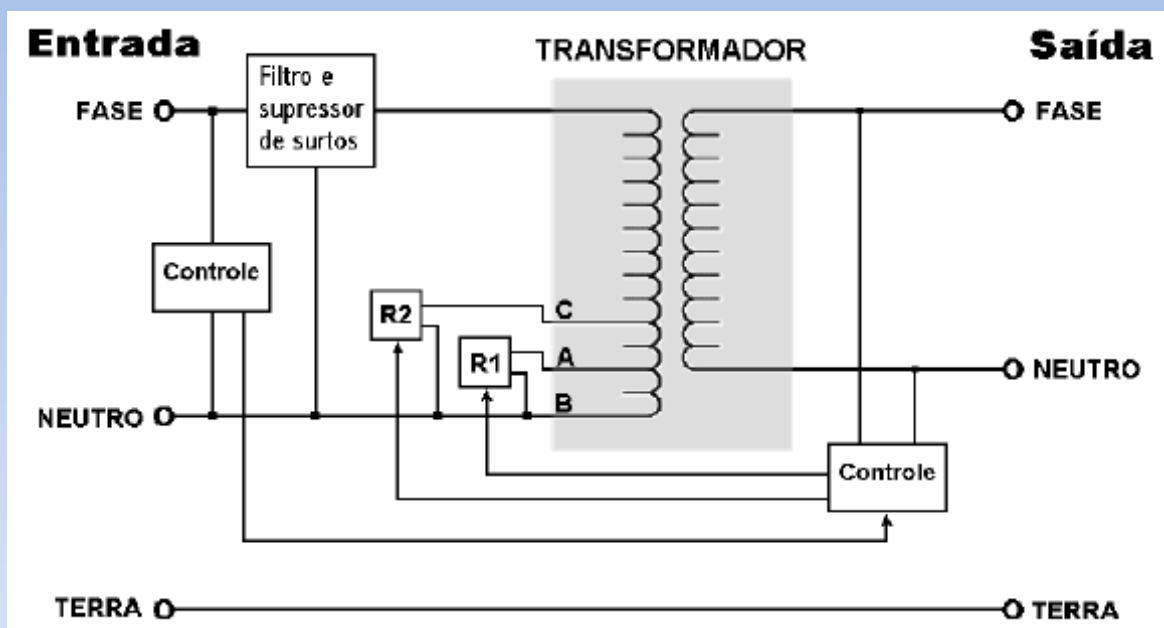 Entrada
TRANSFORMADOR
Saída
Filtro e
supressor
de surtos
FASE
FASE
Controle
R2
C
R1
A
B
NEUTRO
NEUTRO
Controle
TERRA
TERRA